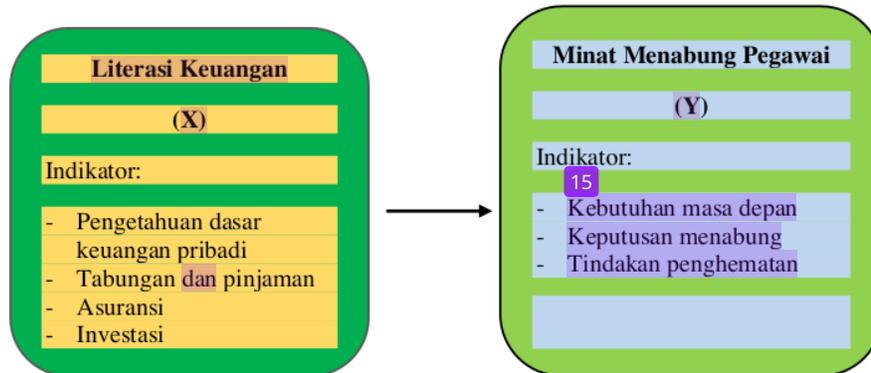 Literasi Keuangan
(X)
Indikator:
- Pengetahuan dasar
keuangan pribadi
- Tabungan dan pinjaman
- Asuransi
- Investasi
Minat Menabung Pegawai
(Y)
Indikator:
15
- Kebutuhan masa depan
- Keputusan menabung
- Tindakan penghematan